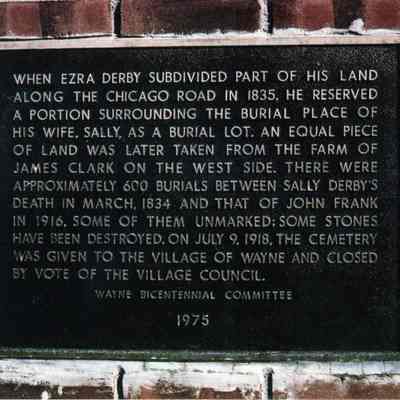 WHEN EZRA DERBY SUBDIVIDED PART OF HIS LAND
ALONG THE CHICAGO ROAD IN 1835, HE RESERVED
A PORTION SURROUNDING THE BURIAL PLACE OF
HIS WIFE, SALLY, AS A BURIAL LOT. AN EQUAL PIECE
OF LAND WAS LATER TAKEN FROM THE FARM OF
JAMES CLARK ON THE WEST SIDE. THERE WERE
APPROXIMATELY 600 BURIALS BETWEEN SALLY DERBY'S
DEATH IN MARCH, 1834 AND THAT OF JOHN FRANK
IN 1916, SOME OF THEM UNMARKED; SOME STONES
HAVE BEEN DESTROYED. ON JULY 9, 1918, THE CEMETERY
WAS GIVEN TO THE VILLAGE OF WAYNE AND CLOSED
BY VOTE OF THE VILLAGE COUNCIL.
WAYNE BICENTENNIAL COMMITTEE
1975